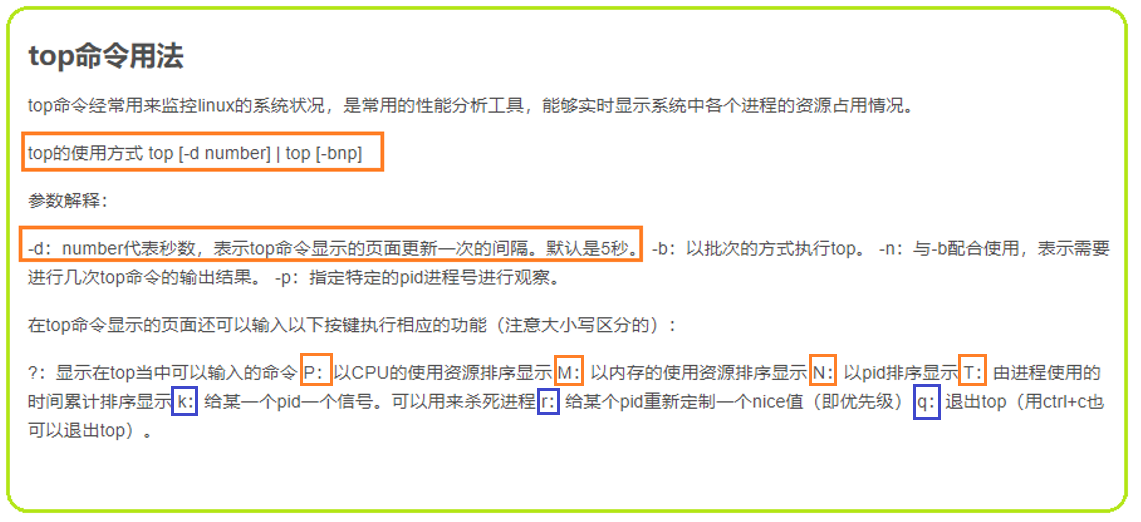 top命令用法
top命令经常用来监控linux的系统状况，是常用的性能分析工具，能够实时显示系统中各个进程的资源占用情况。
top的使用方式 top [-d number] | top [-bnp]
参数解释：
-d：number代表秒数，表示top命令显示的页面更新一次的间隔。默认是5秒。 -b：以批次的方式执行top。 -n：与-b配合使用，表示需要
进行几次top命令的输出结果。 -p：指定特定的pid进程号进行观察。
在top命令显示的页面还可以输入以下按键执行相应的功能（注意大小写区分的）：
?：显示在top当中可以输入的命令 P：以CPU的使用资源排序显示 M：以内存的使用资源排序显示 N：以pid排序显示 T：由进程使用的
时间累计排序显示 k：给某一个pid一个信号。可以用来杀死进程 r：给某个pid重新定制一个nice值（即优先级） q：退出top（用ctrl+c也
可以退出top）。